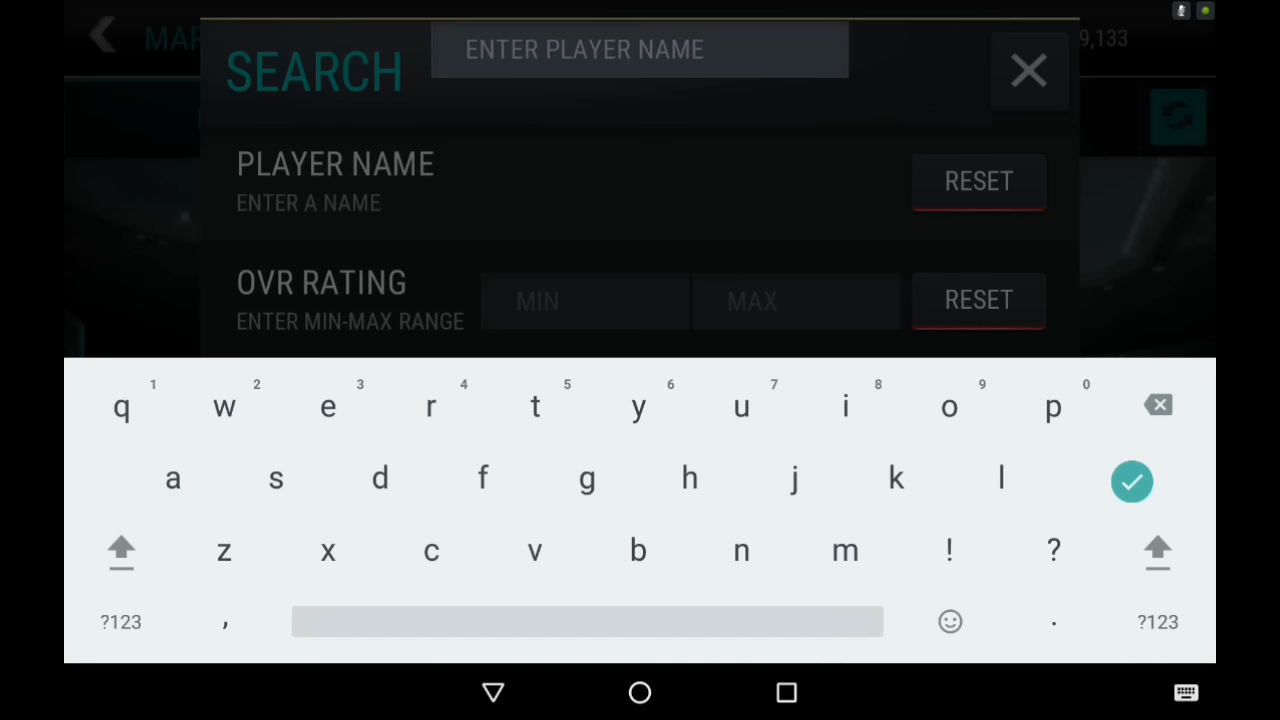 MAR
9,133
SEARCH
ENTER PLAYER NAME
PLAYER NAME
ENTER A NAME
RESET
OVR RATING
ENTER MIN-MAX RANGE
MIN
MAX
RESET
1 2 3 4 5 6 7 8 9 0
q w e r t y u i o p
a s d f g h j k l
z x c v b n m ! ?
?123 , . ?123